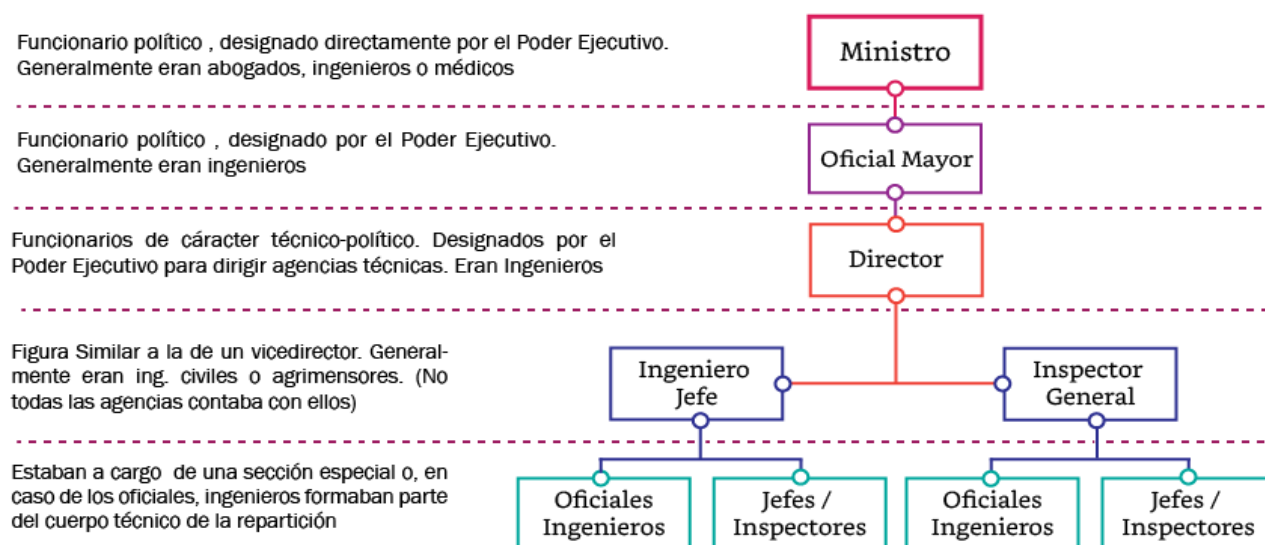 Funcionario político , designado directamente por el Poder Ejecutivo.
Generalmente eran abogados, ingenieros o médicos
Ministro
Funcionario político , designado por el Poder Ejecutivo.
Generalmente eran ingenieros
Oficial Mayor
Funcionarios de cáracter técnico-político. Designados por el
Poder Ejecutivo para dirigir agencias técnicas. Eran Ingenieros
Director
Figura Similar a la de un vicedirector. General-
mente eran ing. civiles o agrimensores. (No
todas las agencias contaba con ellos)
Ingeniero
Jefe
Inspector
General
Estaban a cargo de una sección especial o, en
caso de los oficiales, ingenieros formaban parte
del cuerpo técnico de la repartición
Oficiales
Ingenieros
Jefes /
Inspectores
Oficiales
Ingenieros
Jefes /
Inspectores